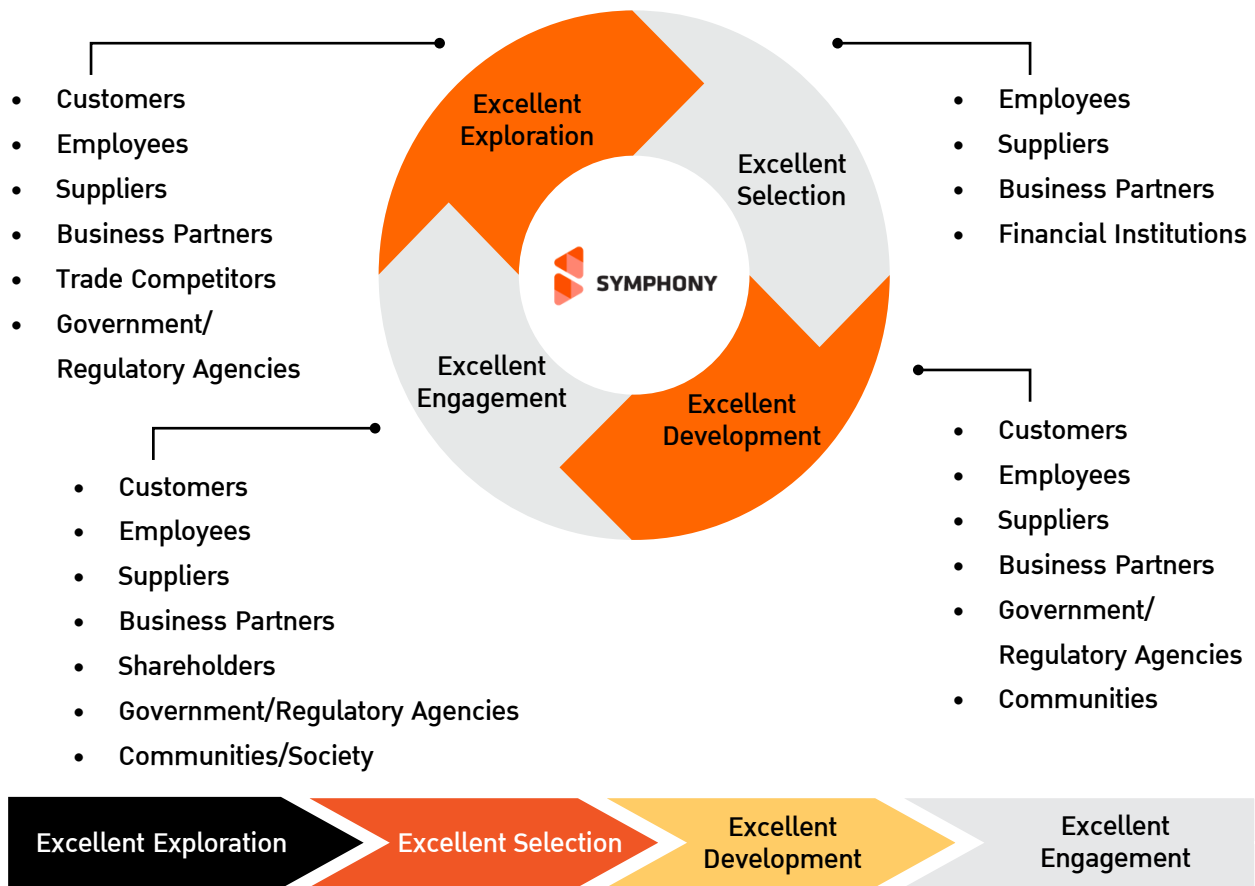 • Customers
• Employees
• Suppliers
• Business Partners
• Trade Competitors
• Government/
Regulatory Agencies
Excellent
Exploration
Excellent
Selection
• Employees
• Suppliers
• Business Partners
• Financial Institutions
SYMPHONY
Excellent
Engagement
Excellent
Development
• Customers
• Employees
• Suppliers
• Business Partners
• Shareholders
• Government/Regulatory Agencies
• Communities/Society
• Customers
• Employees
• Suppliers
• Business Partners
• Government/
Regulatory Agencies
• Communities
Excellent Exploration
Excellent Selection
Excellent
Development
Excellent
Engagement